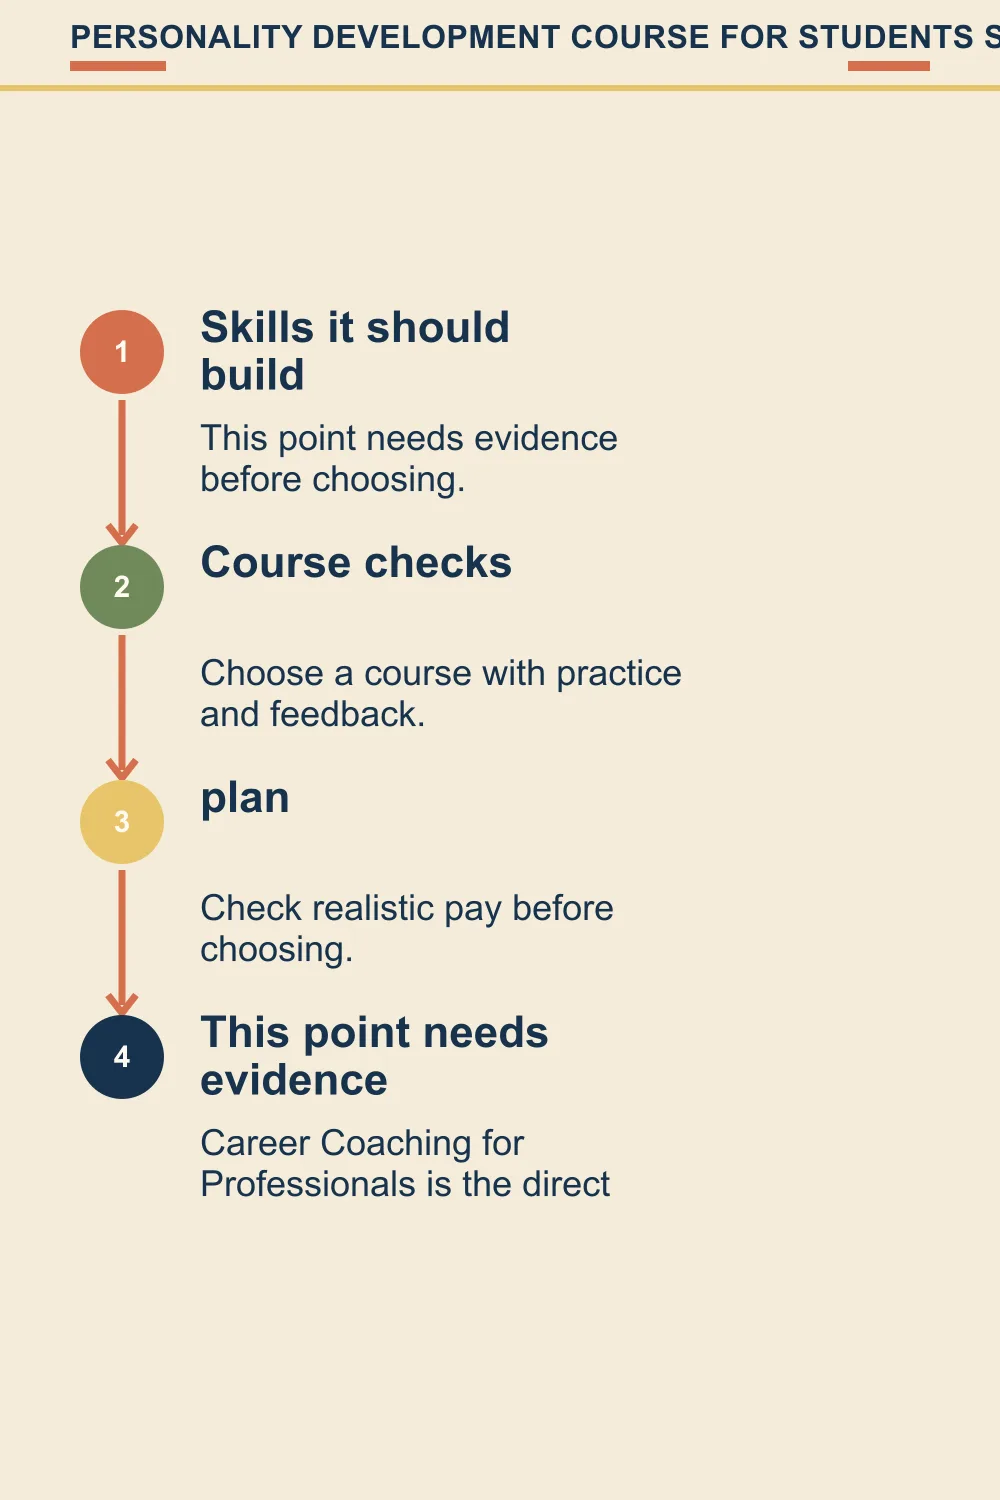 PERSONALITY DEVELOPMENT COURSE FOR STUDENTS S
1
Skills it should
build
This point needs evidence
before choosing.
2
Course checks
Choose a course with practice
and feedback.
3
plan
Check realistic pay before
choosing.
4
This point needs
evidence
Career Coaching for
Professionals is the direct